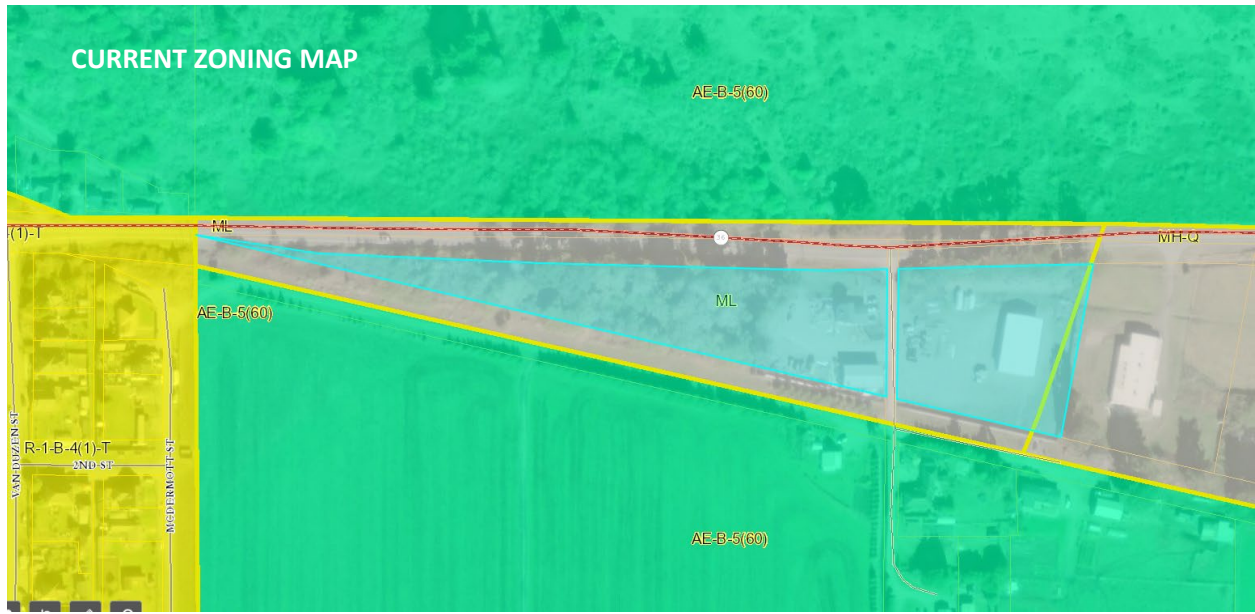 CURRENT ZONING MAP
AE-B-5(60)
ML
(1)-T
36
MH-Q
ML
AE-B-5(60)
R-1-B-4(1)-T
2ND ST
VAN DUZEN ST
MCDERMOTT ST
AE-B-5(60)